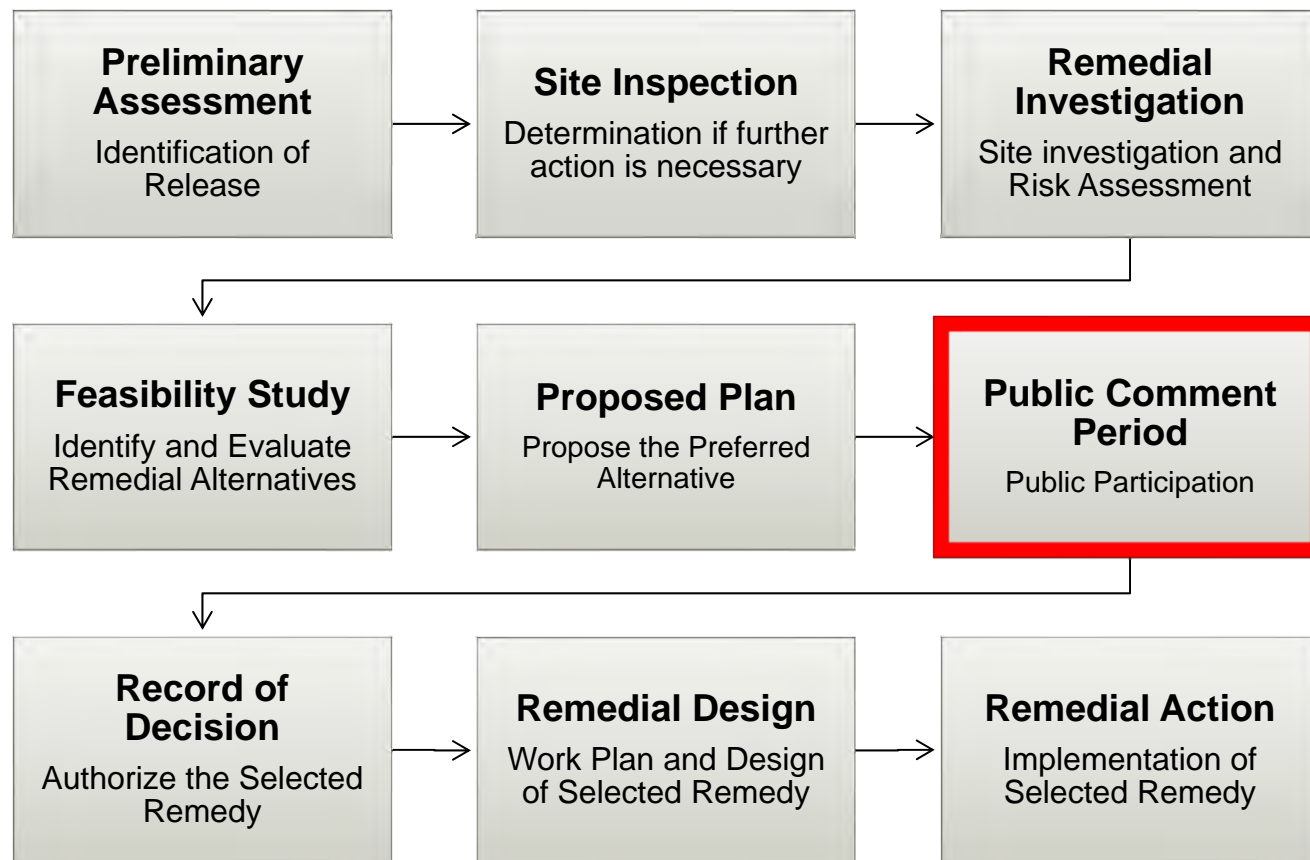 Preliminary
Assessment
Identification of
Release
Site Inspection
Determination if further
action is necessary
Remedial
Investigation
Site investigation and
Risk Assessment
Feasibility Study
Identify and Evaluate
Remedial Alternatives
Proposed Plan
Propose the Preferred
Alternative
Public Comment
Period
Public Participation
Record of
Decision
Authorize the Selected
Remedy
Remedial Design
Work Plan and Design
of Selected Remedy
Remedial Action
Implementation of
Selected Remedy